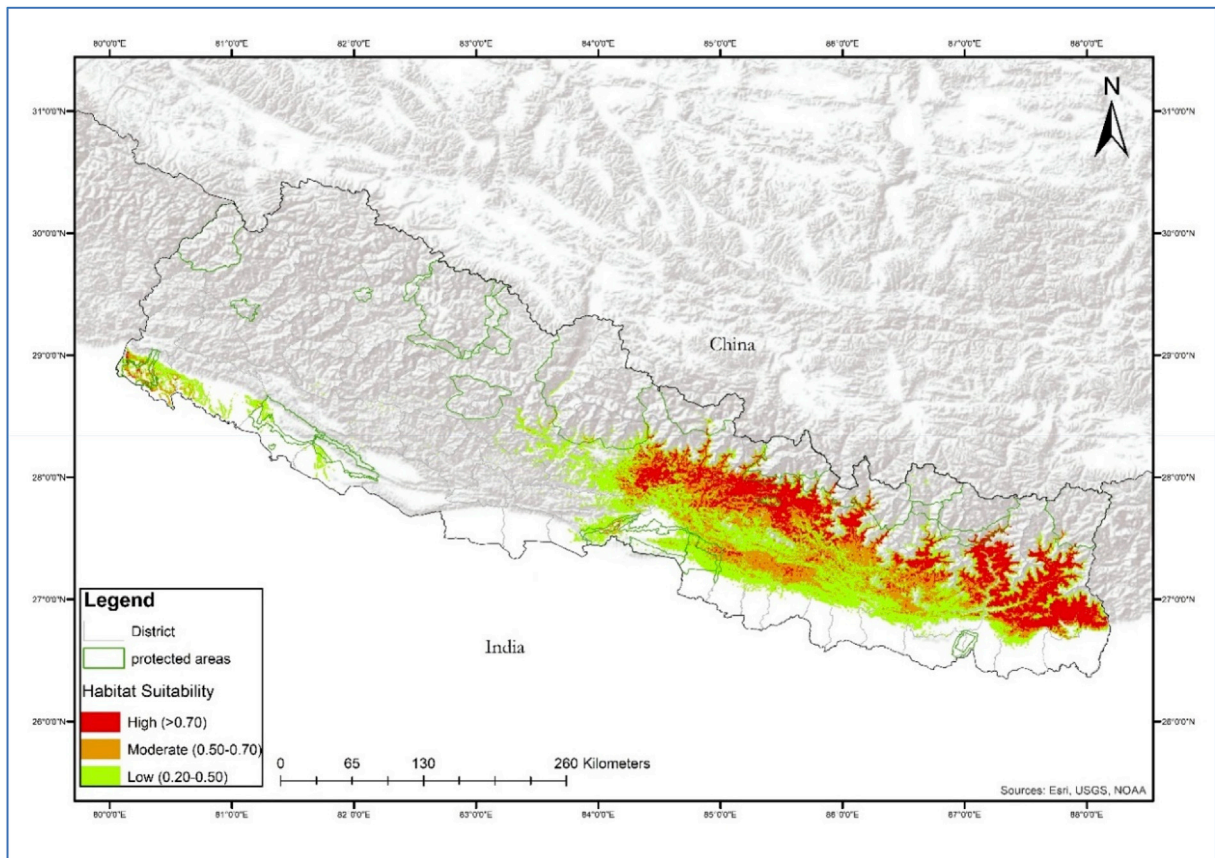 80°0'0"E 81°0'0"E 82°0'0"E 83°0'0"E 84°0'0"E 85°0'0"E 86°0'0"E 87°0'0"E 88°0'0"E
N
31°0'0"N 31°0'0"N
30°0'0"N 30°0'0"N
China
29°0'0"N 29°0'0"N
28°0'0"N 28°0'0"N
27°0'0"N 27°0'0"N
India
26°0'0"N 26°0'0"N
Legend
District
protected areas
Habitat Suitability
High (>0.70)
Moderate (0.50-0.70)
Low (0.20-0.50)
0 65 130 260 Kilometers
Sources: Esri, USGS, NOAA
80°0'0"E 81°0'0"E 82°0'0"E 83°0'0"E 84°0'0"E 85°0'0"E 86°0'0"E 87°0'0"E 88°0'0"E